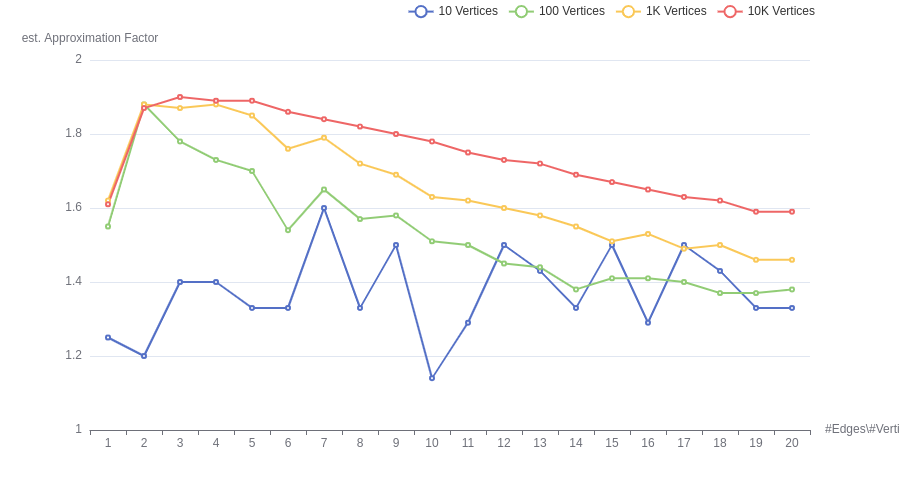 10 Vertices 100 Vertices 1K Vertices 10K Vertices
est. Approximation Factor
2
1.8
1.6
1.4
1.2
1
1 2 3 4 5 6 7 8 9 10 11 12 13 14 15 16 17 18 19 20
#Edges\#Verti